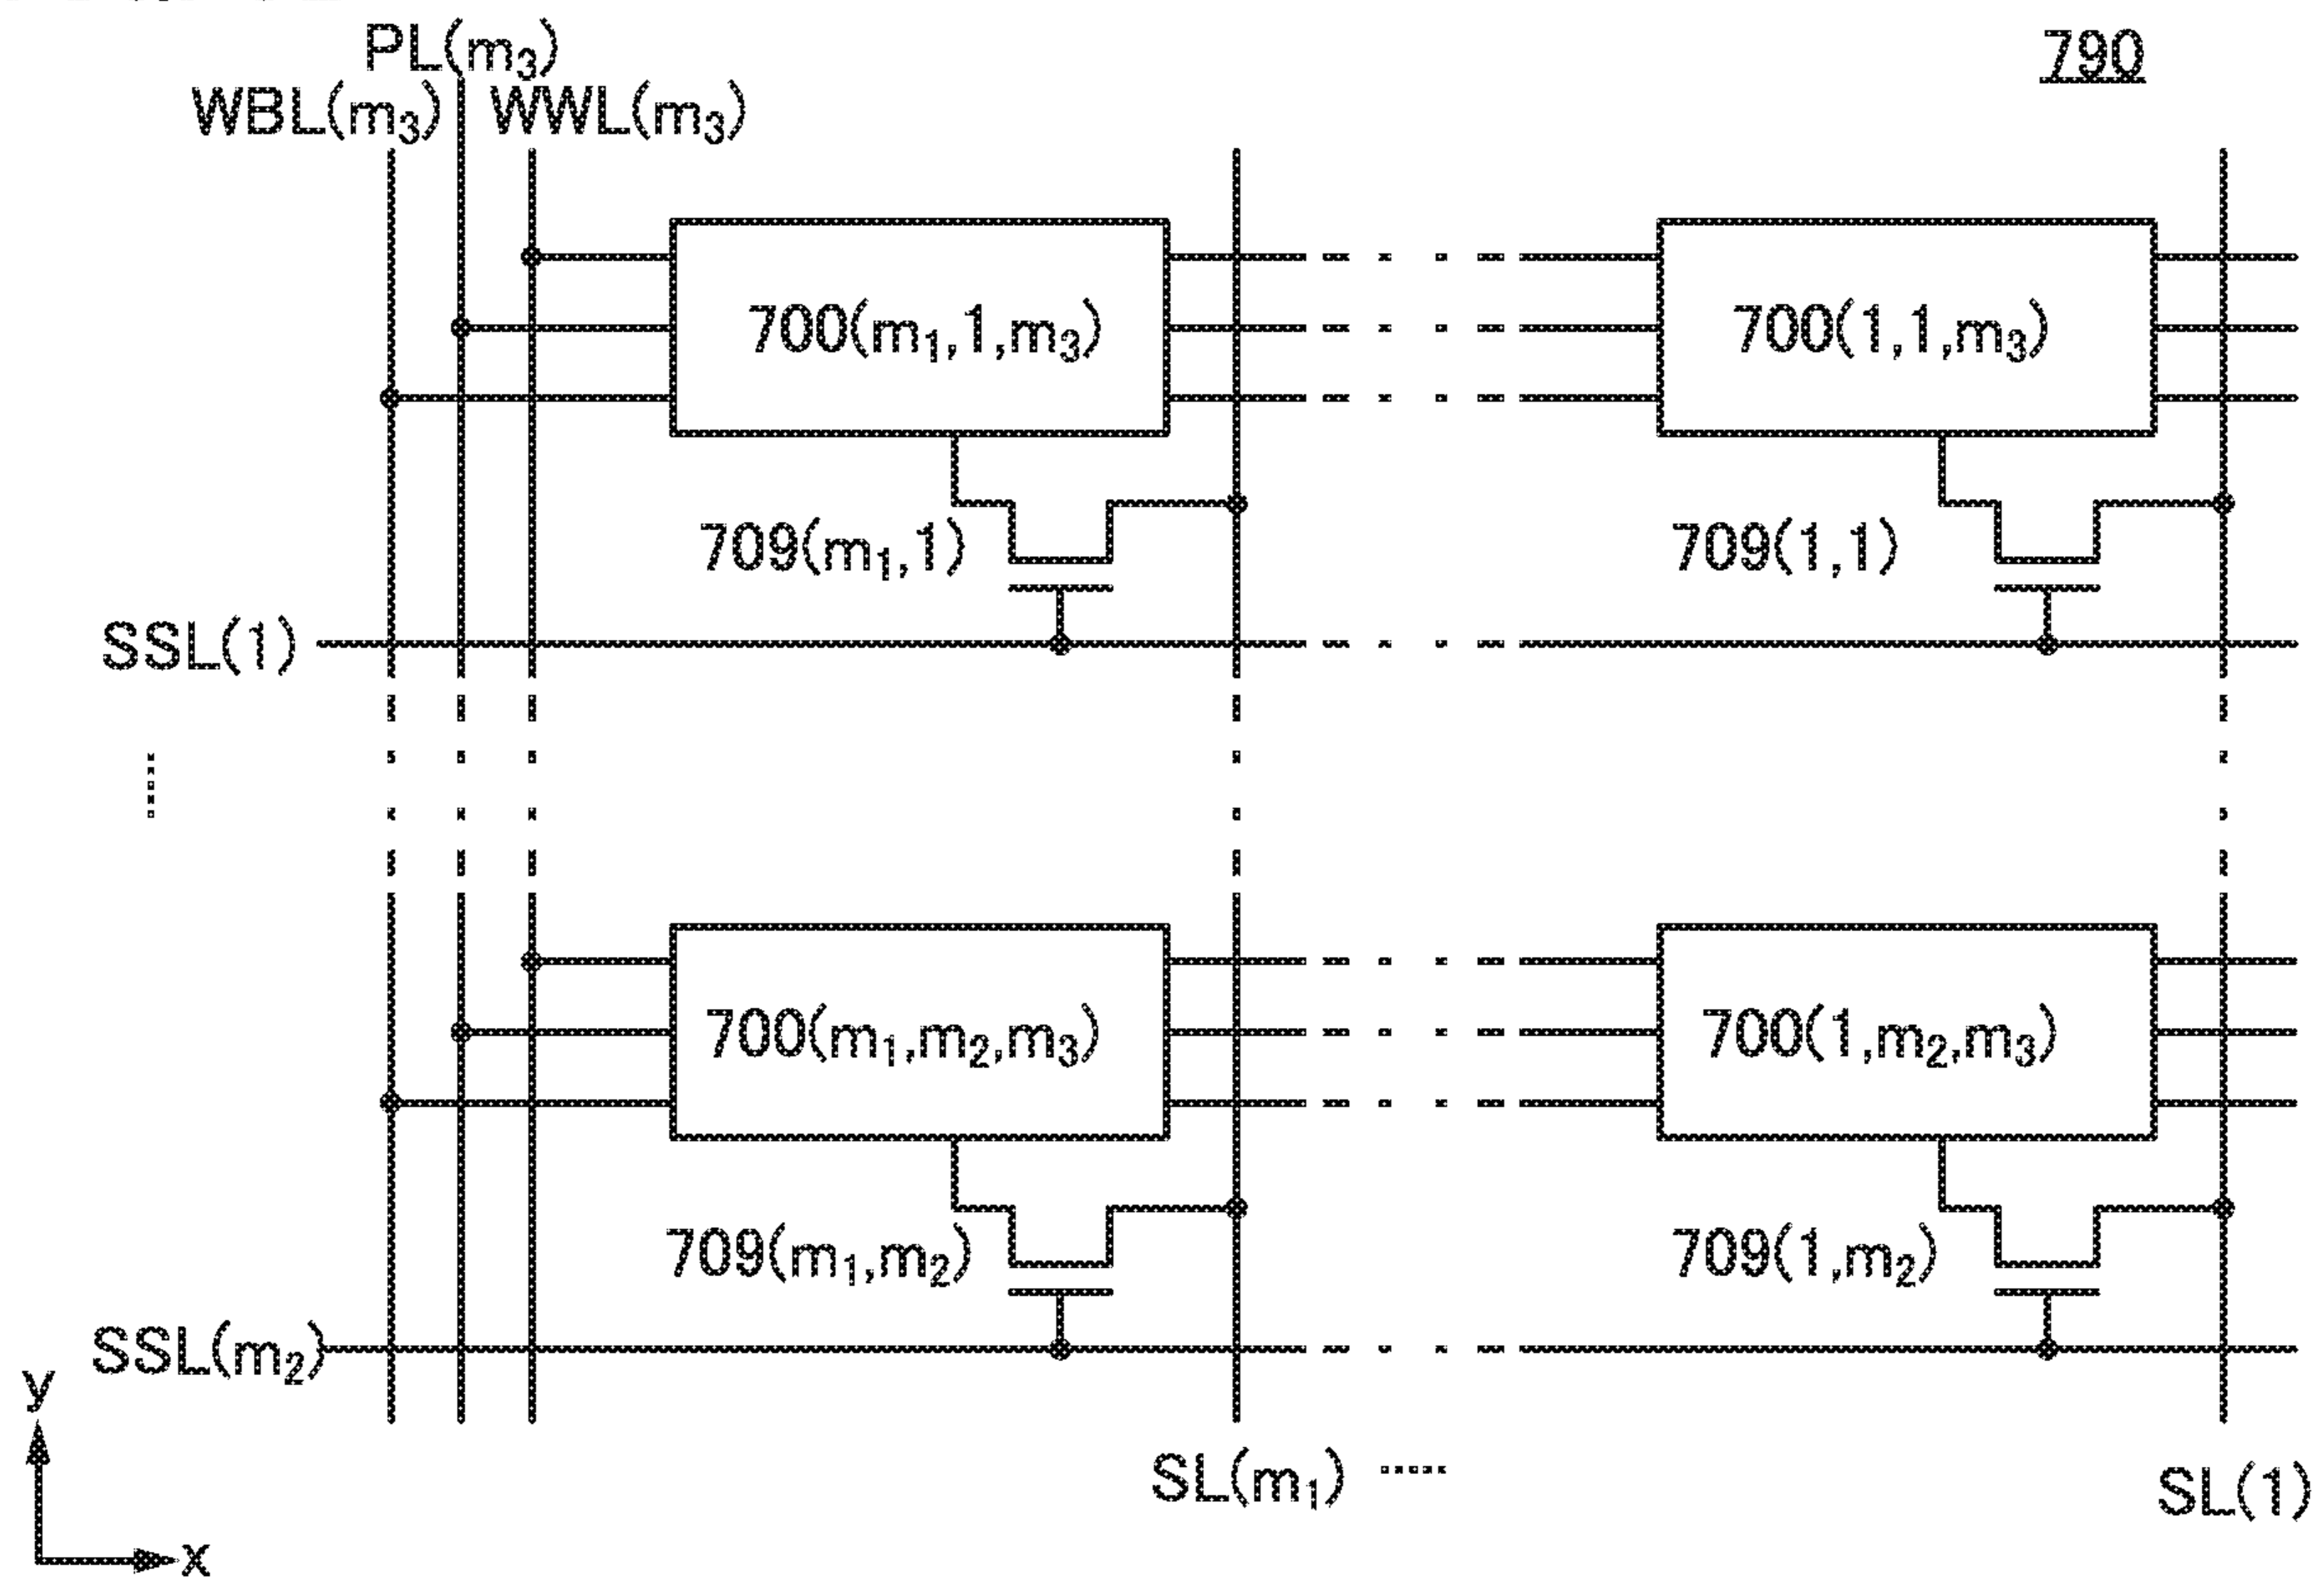 PL(m₃)
790
WBL(m₃) WWL(m₃)
700(m₁,1,m₃) 700(1,1,m₃)
709(m₁,1) 709(1,1)
SSL(1)
700(m₁,m₂,m₃) 700(1,m₂,m₃)
709(m₁,m₂) 709(1,m₂)
SSL(m₂)
y
SL(m₁) SL(1)
x